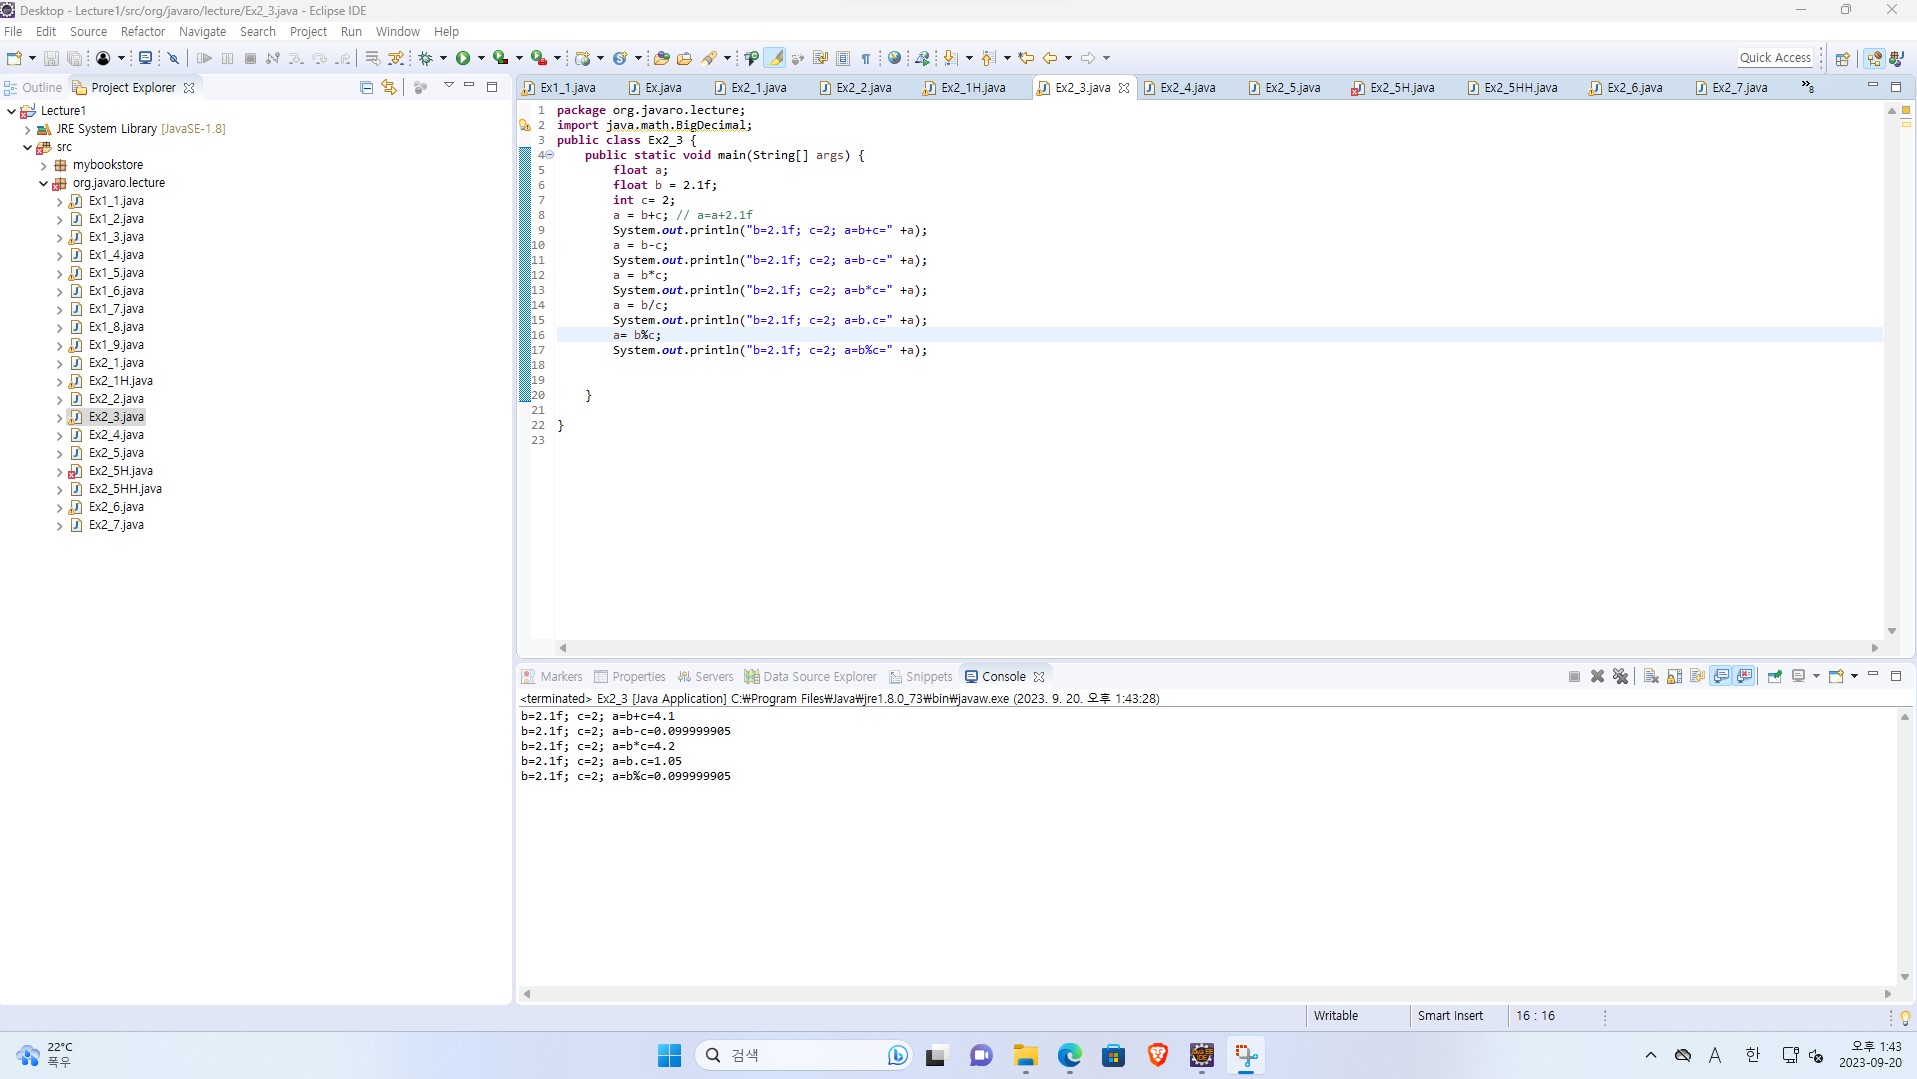 Desktop - Lecture1/src/org/javaro/lecture/Ex2_3.java - Eclipse IDE
File Edit Source Refactor Navigate Search Project Run Window Help
Quick Access
Outline Project Explorer
Lecture1
JRE System Library [JavaSE-1.8]
src
mybookstore
org.javaro.lecture
Ex1_1.java
Ex1_2.java
Ex1_3.java
Ex1_4.java
Ex1_5.java
Ex1_6.java
Ex1_7.java
Ex1_8.java
Ex1_9.java
Ex2_1.java
Ex2_1H.java
Ex2_2.java
Ex2_3.java
Ex2_4.java
Ex2_5.java
Ex2_5H.java
Ex2_5HH.java
Ex2_6.java
Ex2_7.java
Ex1_1.java Ex.java Ex2_1.java Ex2_2.java Ex2_1H.java Ex2_3.java Ex2_4.java Ex2_5.java Ex2_5H.java Ex2_5HH.java Ex2_6.java Ex2_7.java »8
1 package org.javaro.lecture;
2 import java.math.BigDecimal;
3 public class Ex2_3 {
4 public static void main(String[] args) {
5 float a;
6 float b = 2.1f;
7 int c= 2;
8 a = b+c; // a=a+2.1f
9 System.out.println("b=2.1f; c=2; a=b+c=" +a);
10 a = b-c;
11 System.out.println("b=2.1f; c=2; a=b-c=" +a);
12 a = b*c;
13 System.out.println("b=2.1f; c=2; a=b*c=" +a);
14 a = b/c;
15 System.out.println("b=2.1f; c=2; a=b.c=" +a);
16 a= b%c;
17 System.out.println("b=2.1f; c=2; a=b%c=" +a);
18
19
20 }
21
22 }
23
Markers Properties Servers Data Source Explorer Snippets Console
<terminated> Ex2_3 [Java Application] C:₩Program Files₩Java₩jre1.8.0_73₩bin₩javaw.exe (2023. 9. 20. 오후 1:43:28)
b=2.1f; c=2; a=b+c=4.1
b=2.1f; c=2; a=b-c=0.099999905
b=2.1f; c=2; a=b*c=4.2
b=2.1f; c=2; a=b.c=1.05
b=2.1f; c=2; a=b%c=0.099999905
Writable Smart Insert 16 : 16
22°C
폭우
검색
A 한
오후 1:43
2023-09-20